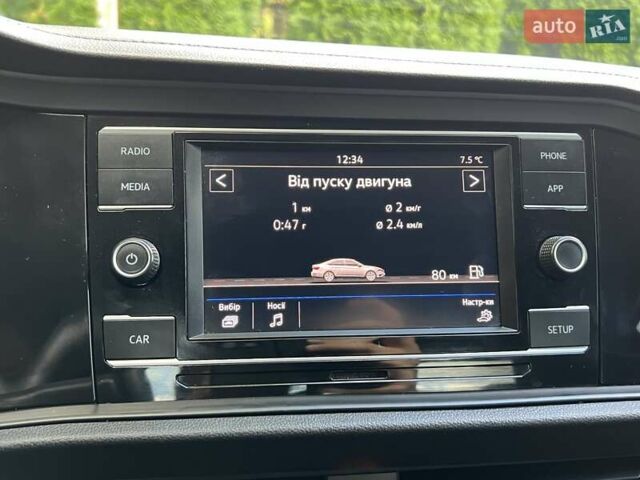 auto RIA.com
RADIO
MEDIA
CAR
PHONE
APP
SETUP
12:34 7.5 °C
< Від пуску двигуна >
1 км ø 2 км/г
0:47 г ø 2.4 км/л
80 км
Вибір Носії Настр-ки